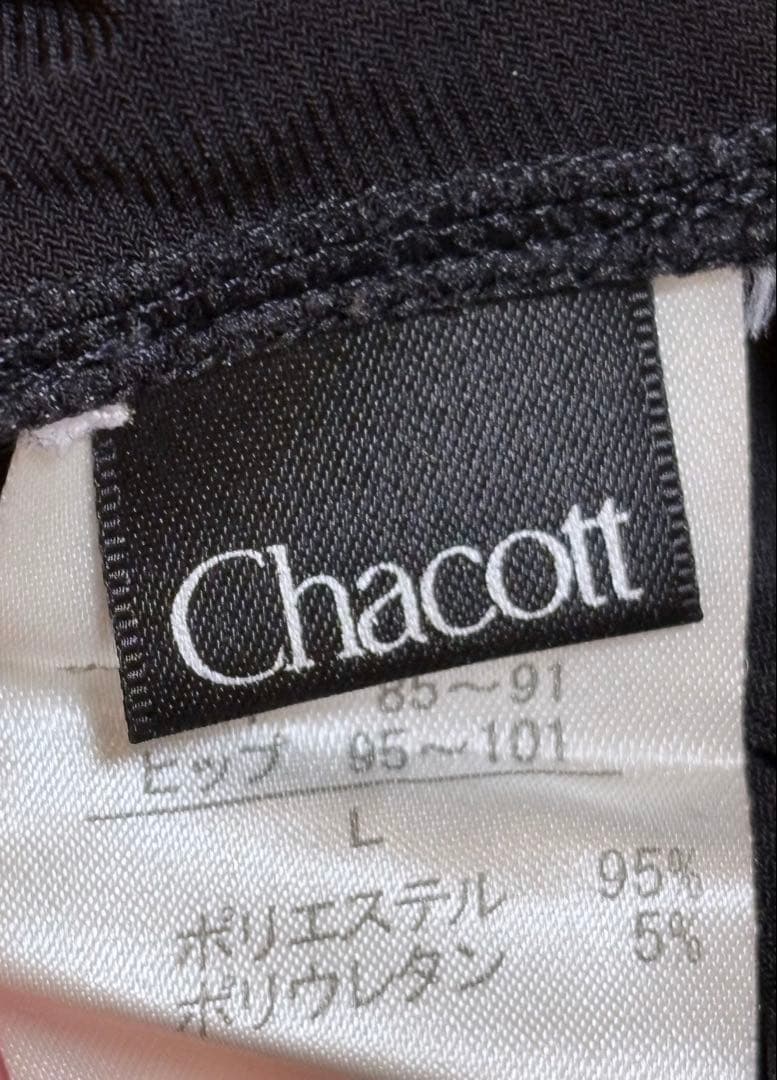 Chacott
85～91
ヒップ 95～101
L
ポリエステル 95%
ポリウレタン 5%